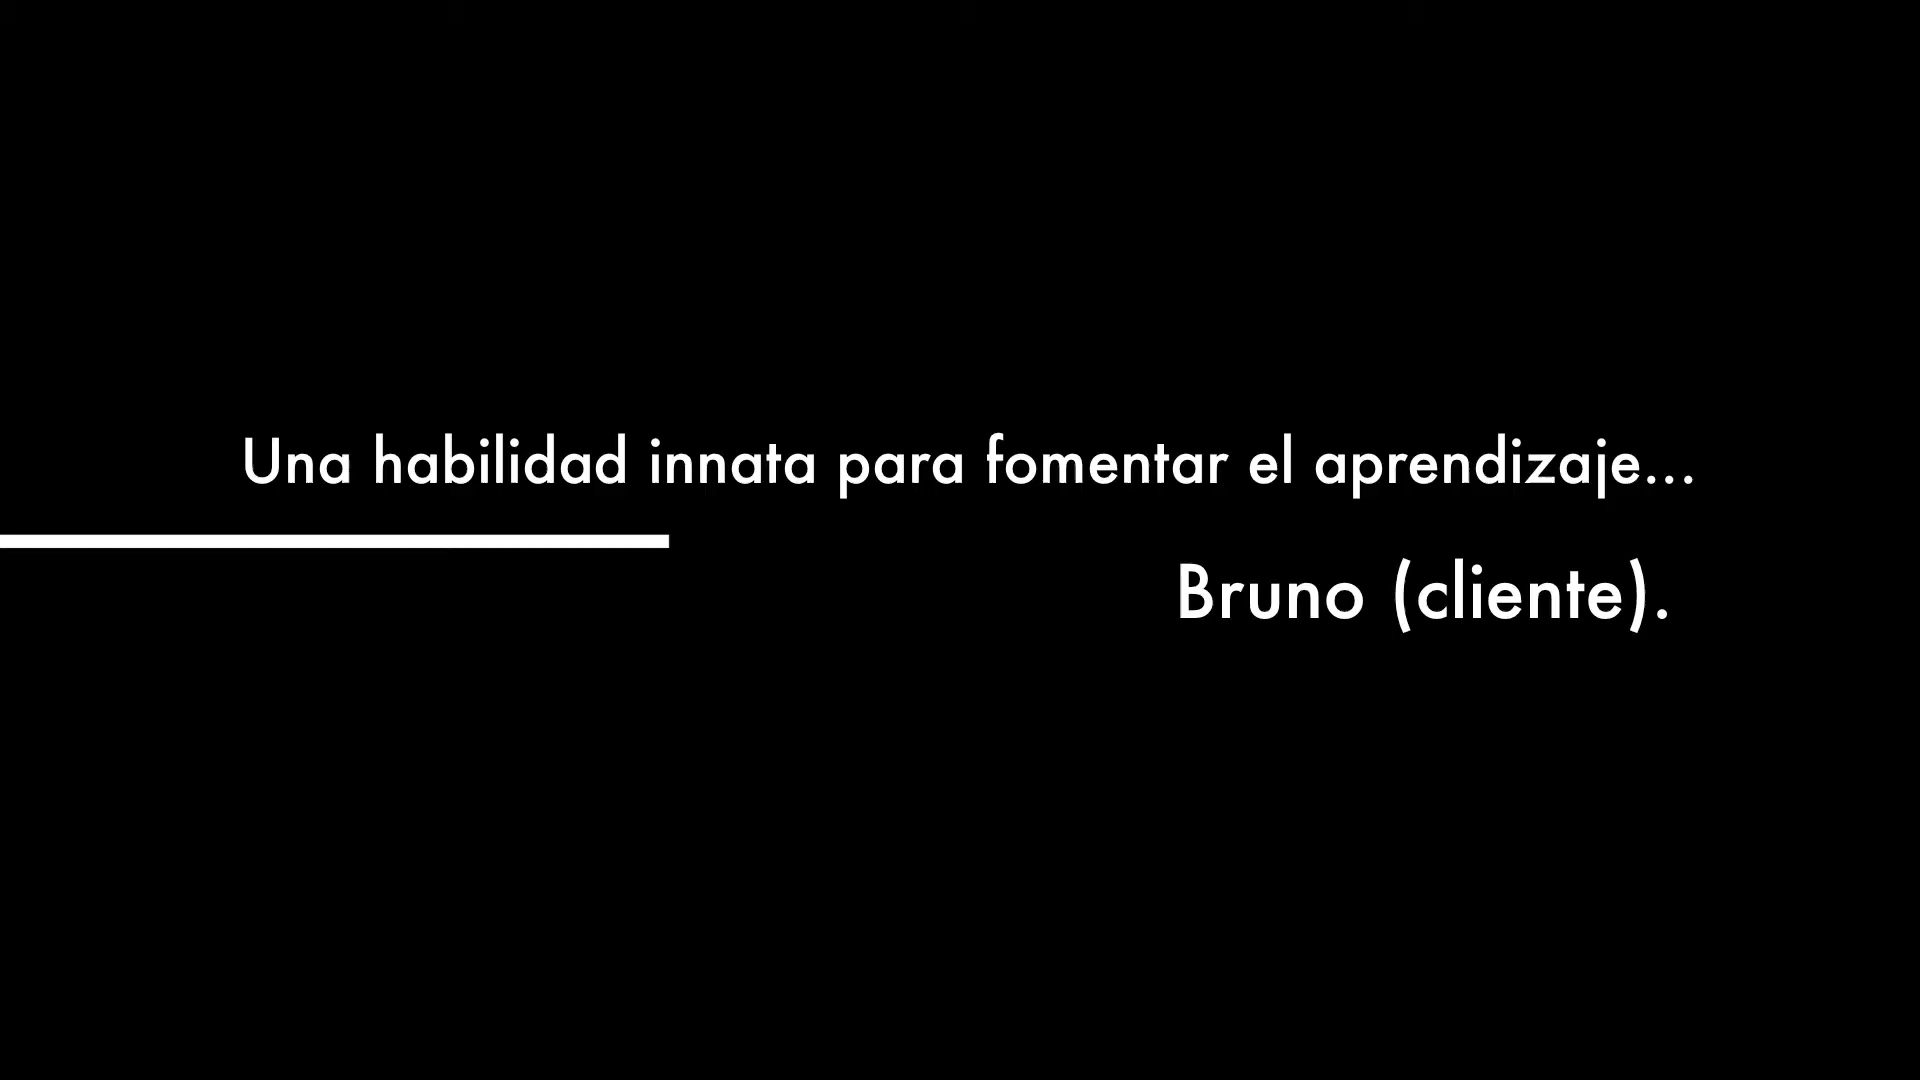 Una habilidad innata para fomentar el aprendizaje...
Bruno (cliente).